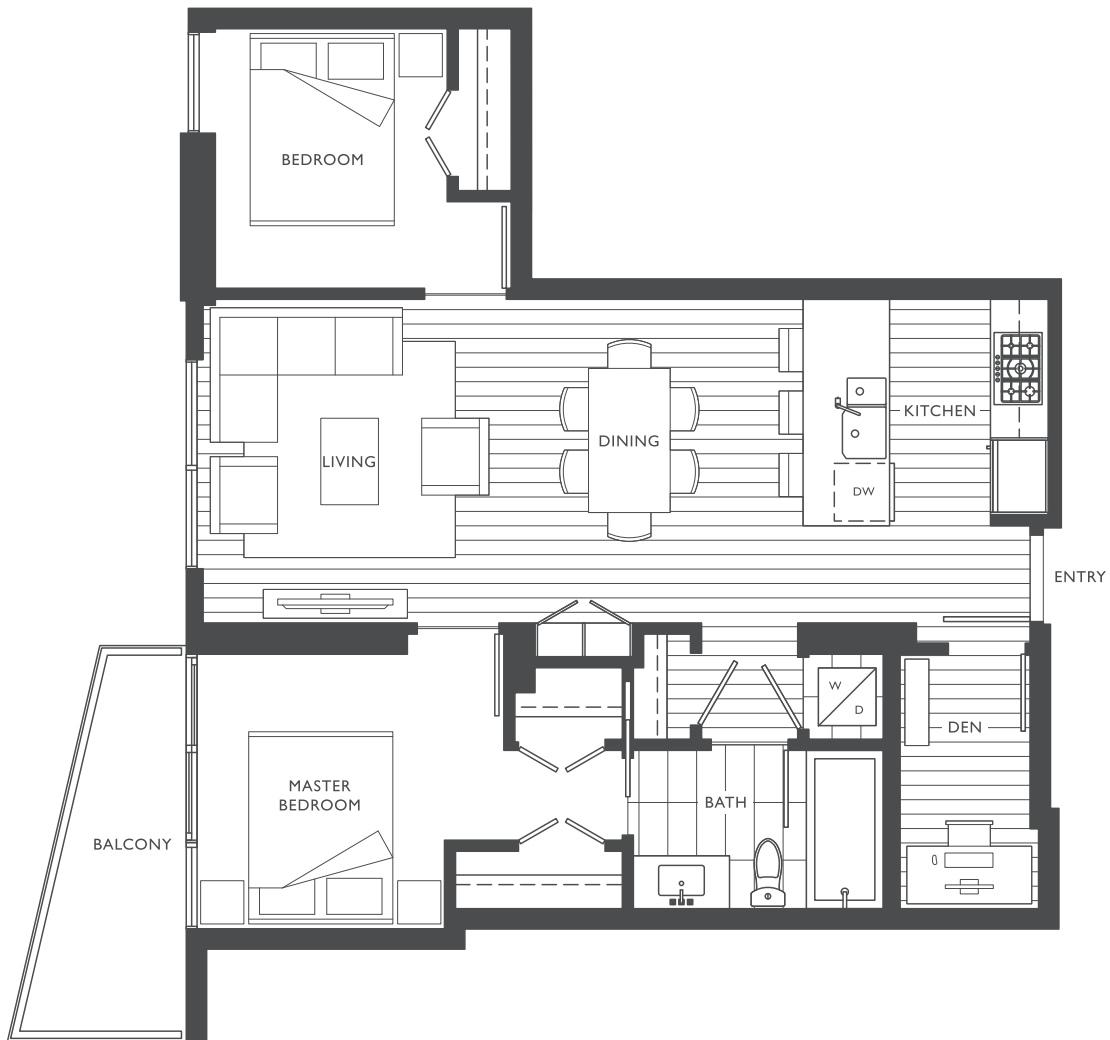 BEDROOM
KITCHEN
DINING
LIVING
DW
ENTRY
W
D
DEN
MASTER
BEDROOM
BATH
BALCONY